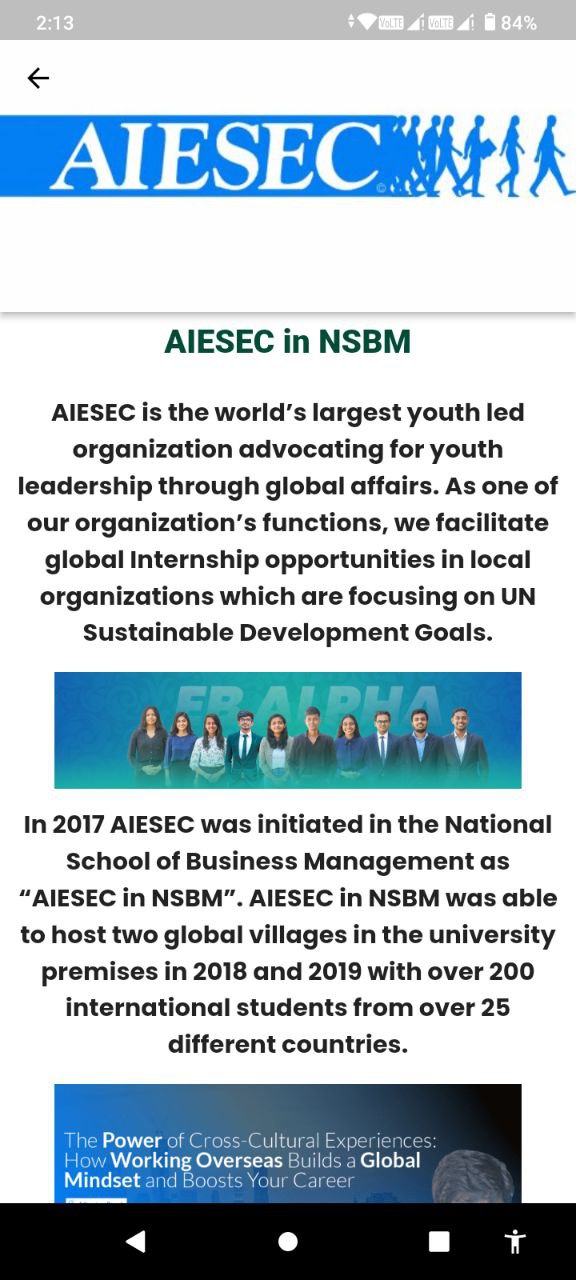 2:13
VoLTE VoLTE 84%
AIESEC
©
AIESEC in NSBM
AIESEC is the world’s largest youth led
organization advocating for youth
leadership through global affairs. As one of
our organization’s functions, we facilitate
global Internship opportunities in local
organizations which are focusing on UN
Sustainable Development Goals.
EB ALPHA
In 2017 AIESEC was initiated in the National
School of Business Management as
“AIESEC in NSBM”. AIESEC in NSBM was able
to host two global villages in the university
premises in 2018 and 2019 with over 200
international students from over 25
different countries.
The Power of Cross-Cultural Experiences:
How Working Overseas Builds a Global
Mindset and Boosts Your Career